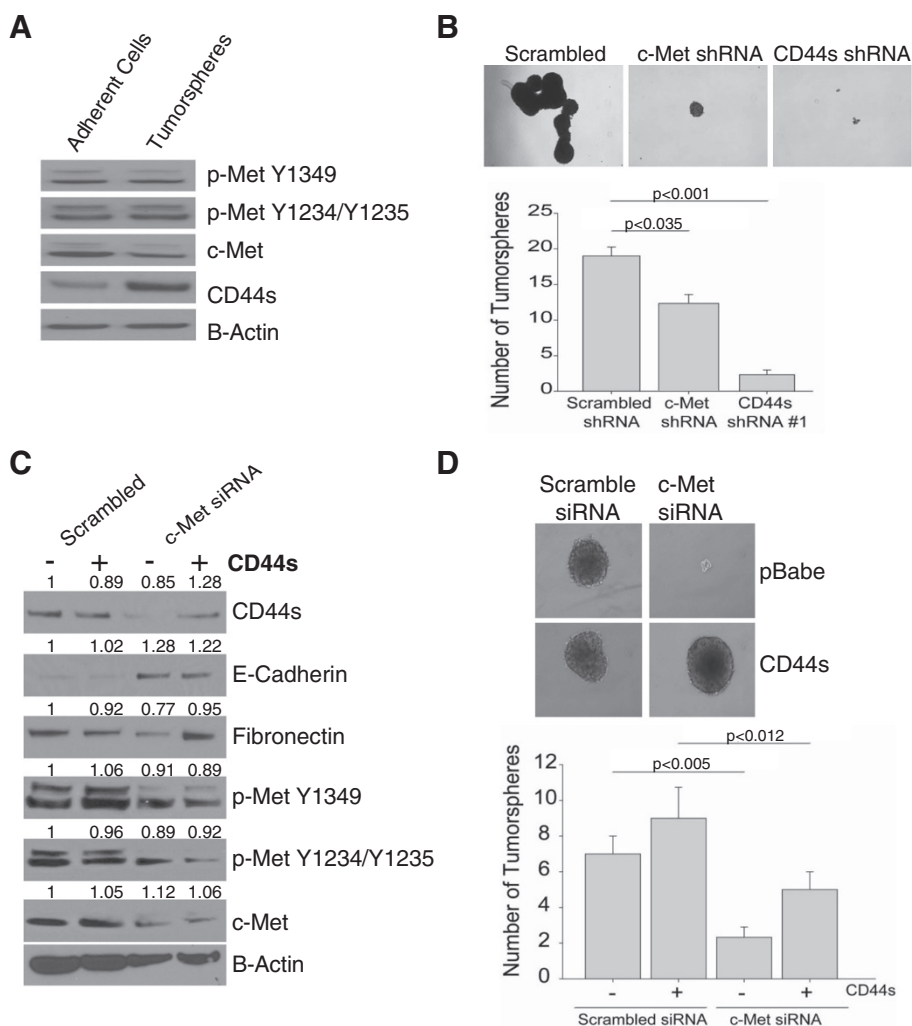 A
Adherent Cells
Tumorspheres
p-Met Y1349
p-Met Y1234/Y1235
c-Met
CD44s
B-Actin
B
Scrambled c-Met shRNA CD44s shRNA
p<0.001
p<0.035
Number of Tumorspheres
25
20
15
10
5
0
Scrambled shRNA
c-Met shRNA
CD44s shRNA #1
C
Scrambled
c-Met siRNA
- + - + CD44s
1 0.89 0.85 1.28
CD44s
1 1.02 1.28 1.22
E-Cadherin
1 0.92 0.77 0.95
Fibronectin
1 1.06 0.91 0.89
p-Met Y1349
1 0.96 0.89 0.92
p-Met Y1234/Y1235
1 1.05 1.12 1.06
c-Met
B-Actin
D
Scramble siRNA
c-Met siRNA
pBabe
CD44s
p<0.012
p<0.005
Number of Tumorspheres
12
10
8
6
4
2
0
- + - + CD44s
Scrambled siRNA c-Met siRNA